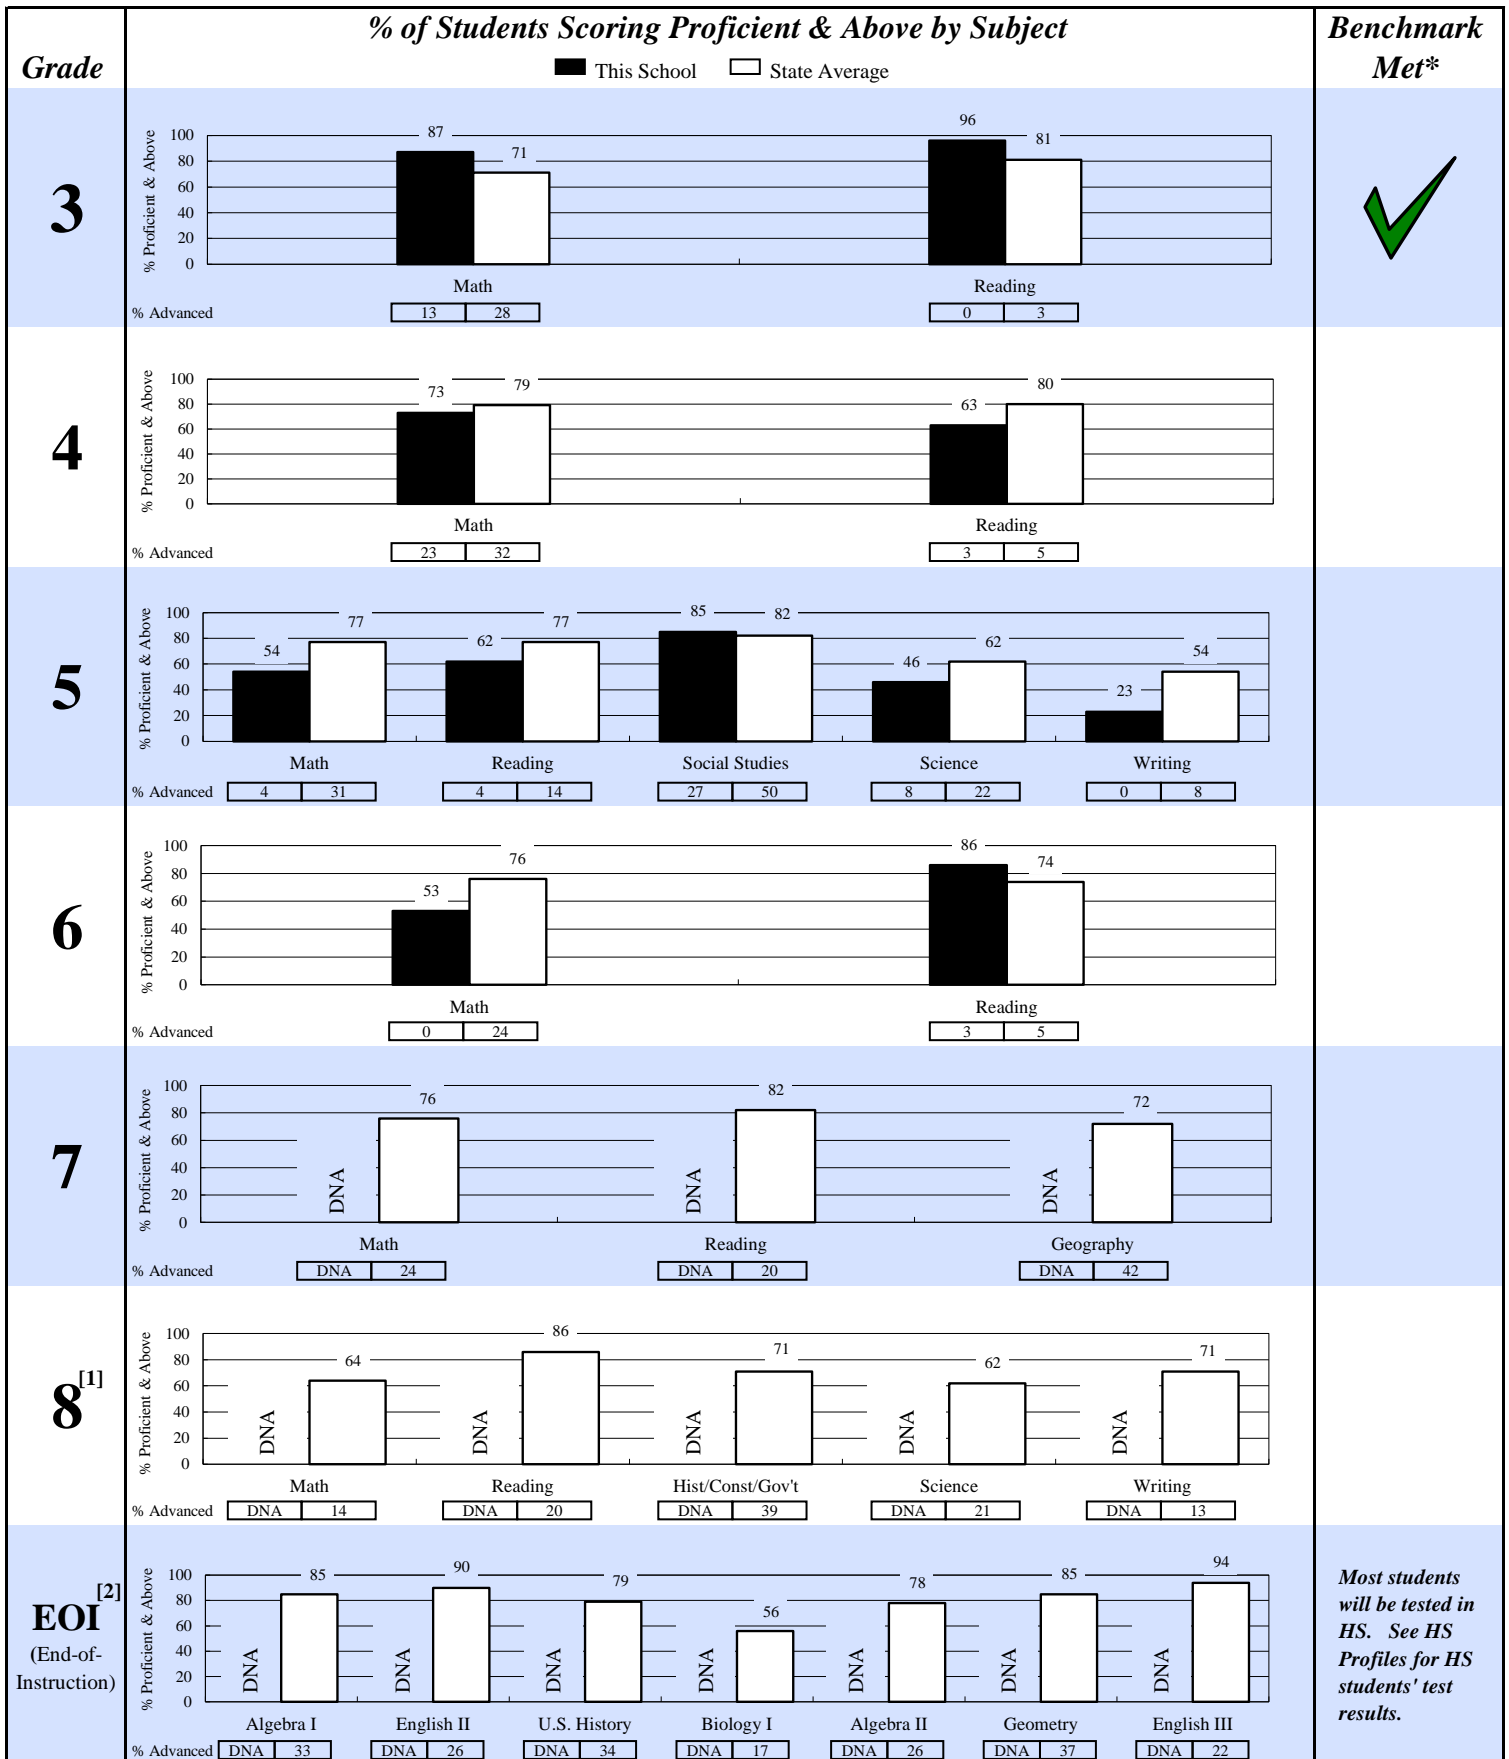 % of Students Scoring Proficient & Above by Subject
Benchmark
Met*
Grade
This School State Average
3
% Proficient & Above
100
80
60
40
20
0
87 71 96 81
Math Reading
% Advanced 13 28 0 3
4
% Proficient & Above
100
80
60
40
20
0
73 79 63 80
Math Reading
% Advanced 23 32 3 5
5
% Proficient & Above
100
80
60
40
20
0
54 77 62 77 85 82 46 62 23 54
Math Reading Social Studies Science Writing
% Advanced 4 31 4 14 27 50 8 22 0 8
6
% Proficient & Above
100
80
60
40
20
0
53 76 86 74
Math Reading
% Advanced 0 24 3 5
7
% Proficient & Above
100
80
60
40
20
0
DNA 76 DNA 82 DNA 72
Math Reading Geography
% Advanced DNA 24 DNA 20 DNA 42
8[1]
% Proficient & Above
100
80
60
40
20
0
DNA 64 DNA 86 DNA 71 DNA 62 DNA 71
Math Reading Hist/Const/Gov't Science Writing
% Advanced DNA 14 DNA 20 DNA 39 DNA 21 DNA 13
EOI[2]
(End-of-
Instruction)
% Proficient & Above
100
80
60
40
20
0
DNA 85 DNA 90 DNA 79 DNA 56 DNA 78 DNA 85 DNA 94
Algebra I English II U.S. History Biology I Algebra II Geometry English III
% Advanced DNA 33 DNA 26 DNA 34 DNA 17 DNA 26 DNA 37 DNA 22
Most students
will be tested in
HS. See HS
Profiles for HS
students' test
results.